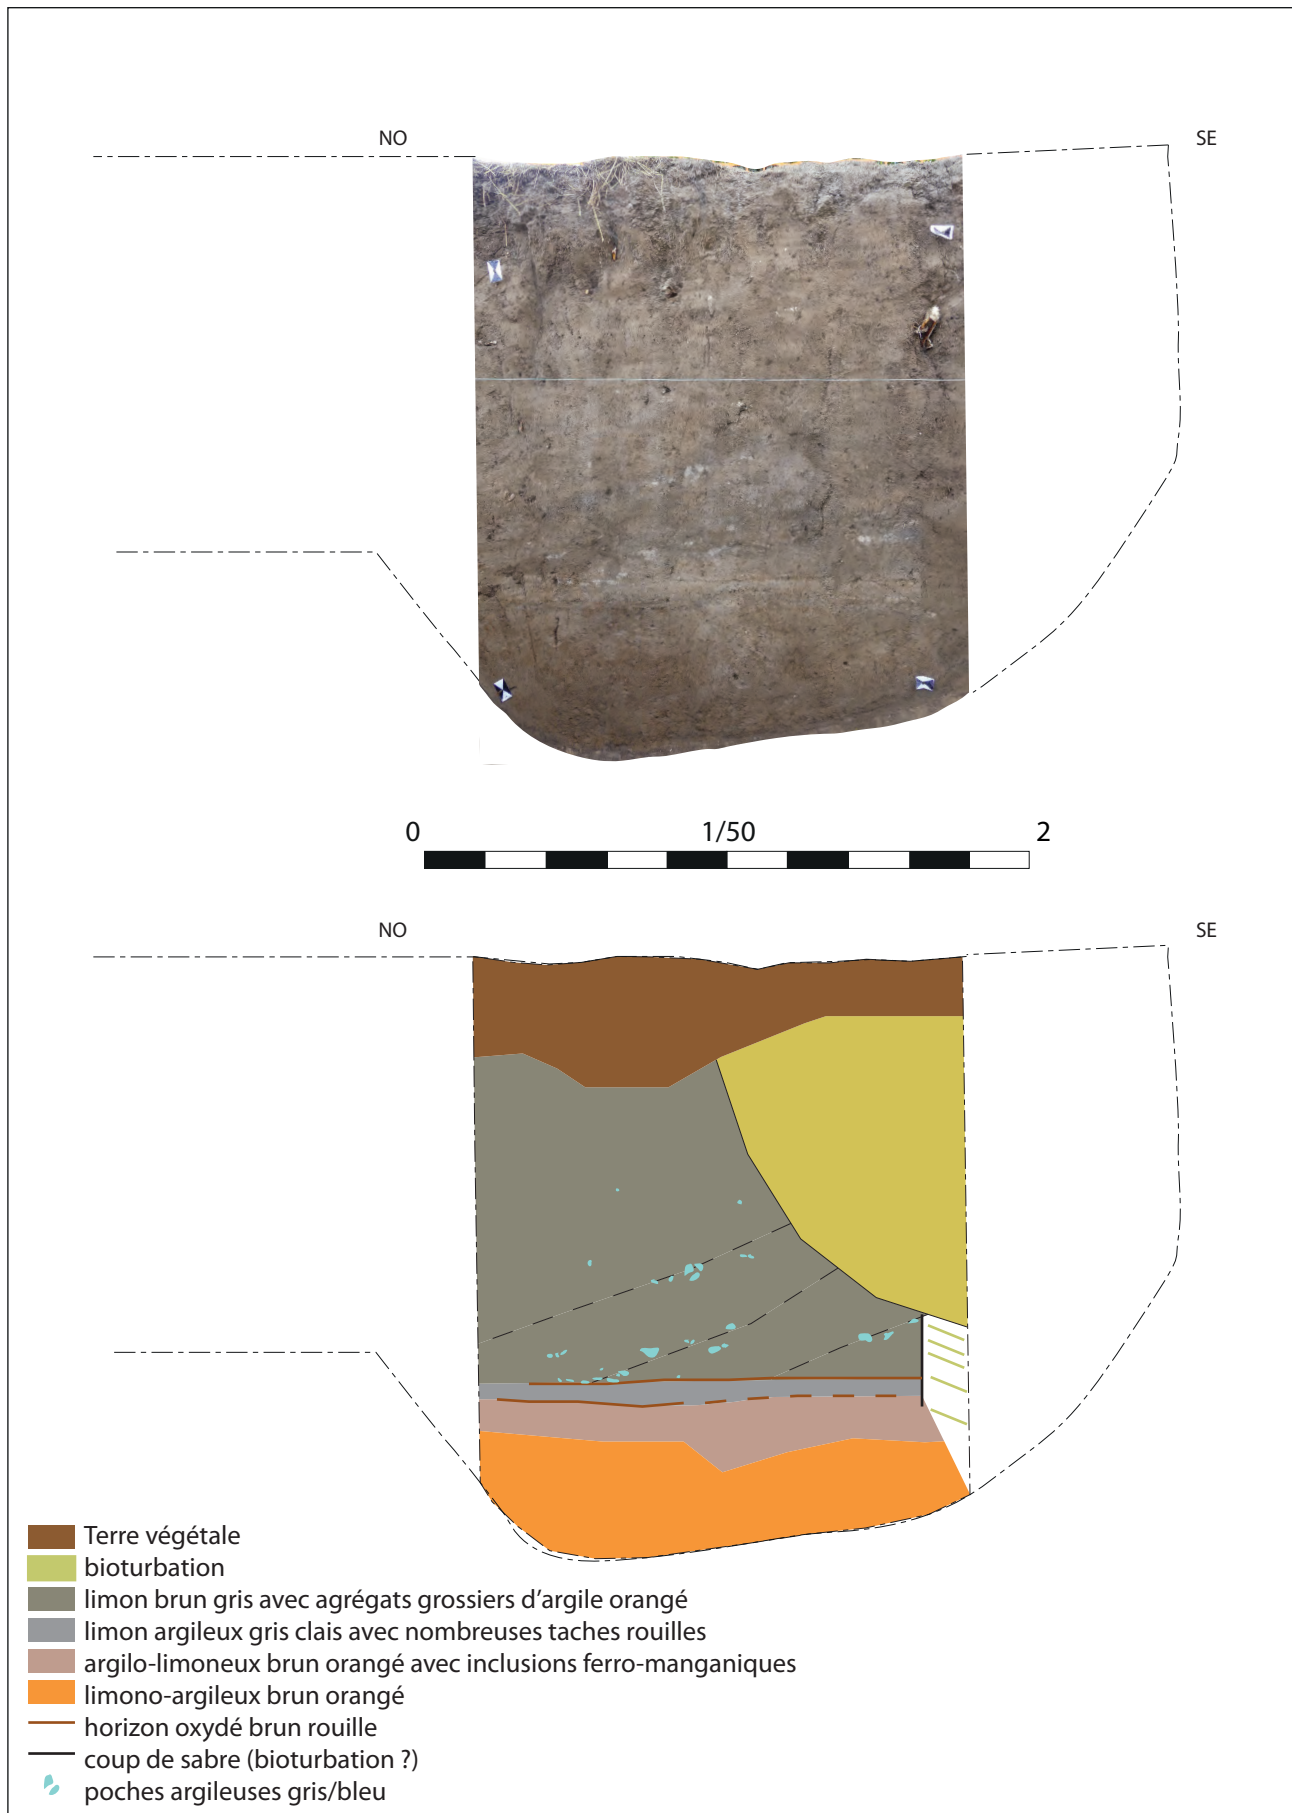 NO SE
0 1/50 2
NO SE
Terre végétale
bioturbation
limon brun gris avec agrégats grossiers d'argile orangé
limon argileux gris clais avec nombreuses taches rouilles
argilo-limoneux brun orangé avec inclusions ferro-manganiques
limono-argileux brun orangé
horizon oxydé brun rouille
coup de sabre (bioturbation ?)
poches argileuses gris/bleu